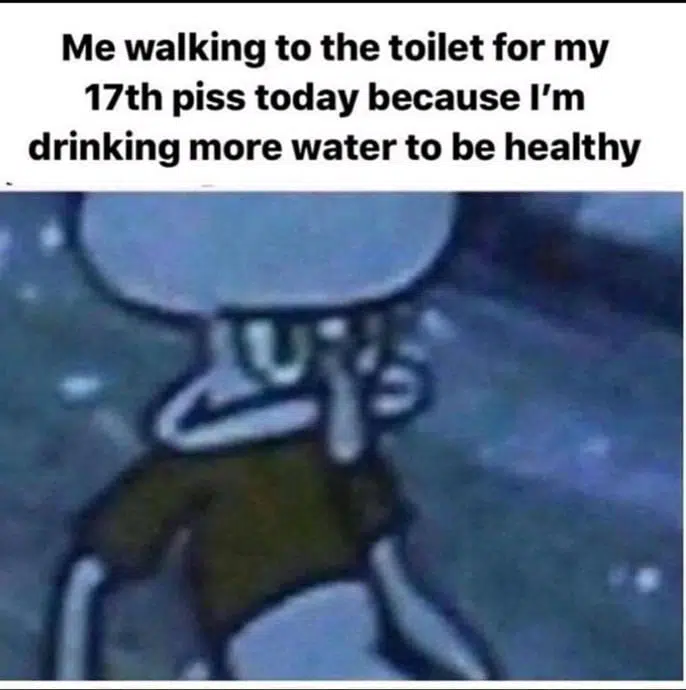 Me walking to the toilet for my
17th piss today because I’m
drinking more water to be healthy